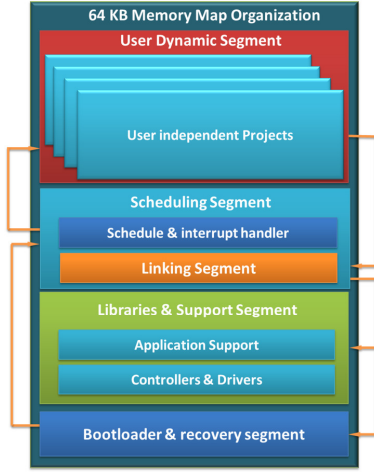 64 KB Memory Map Organization
User Dynamic Segment
User independent Projects
Scheduling Segment
Schedule & interrupt handler
Linking Segment
Libraries & Support Segment
Application Support
Controllers & Drivers
Bootloader & recovery segment